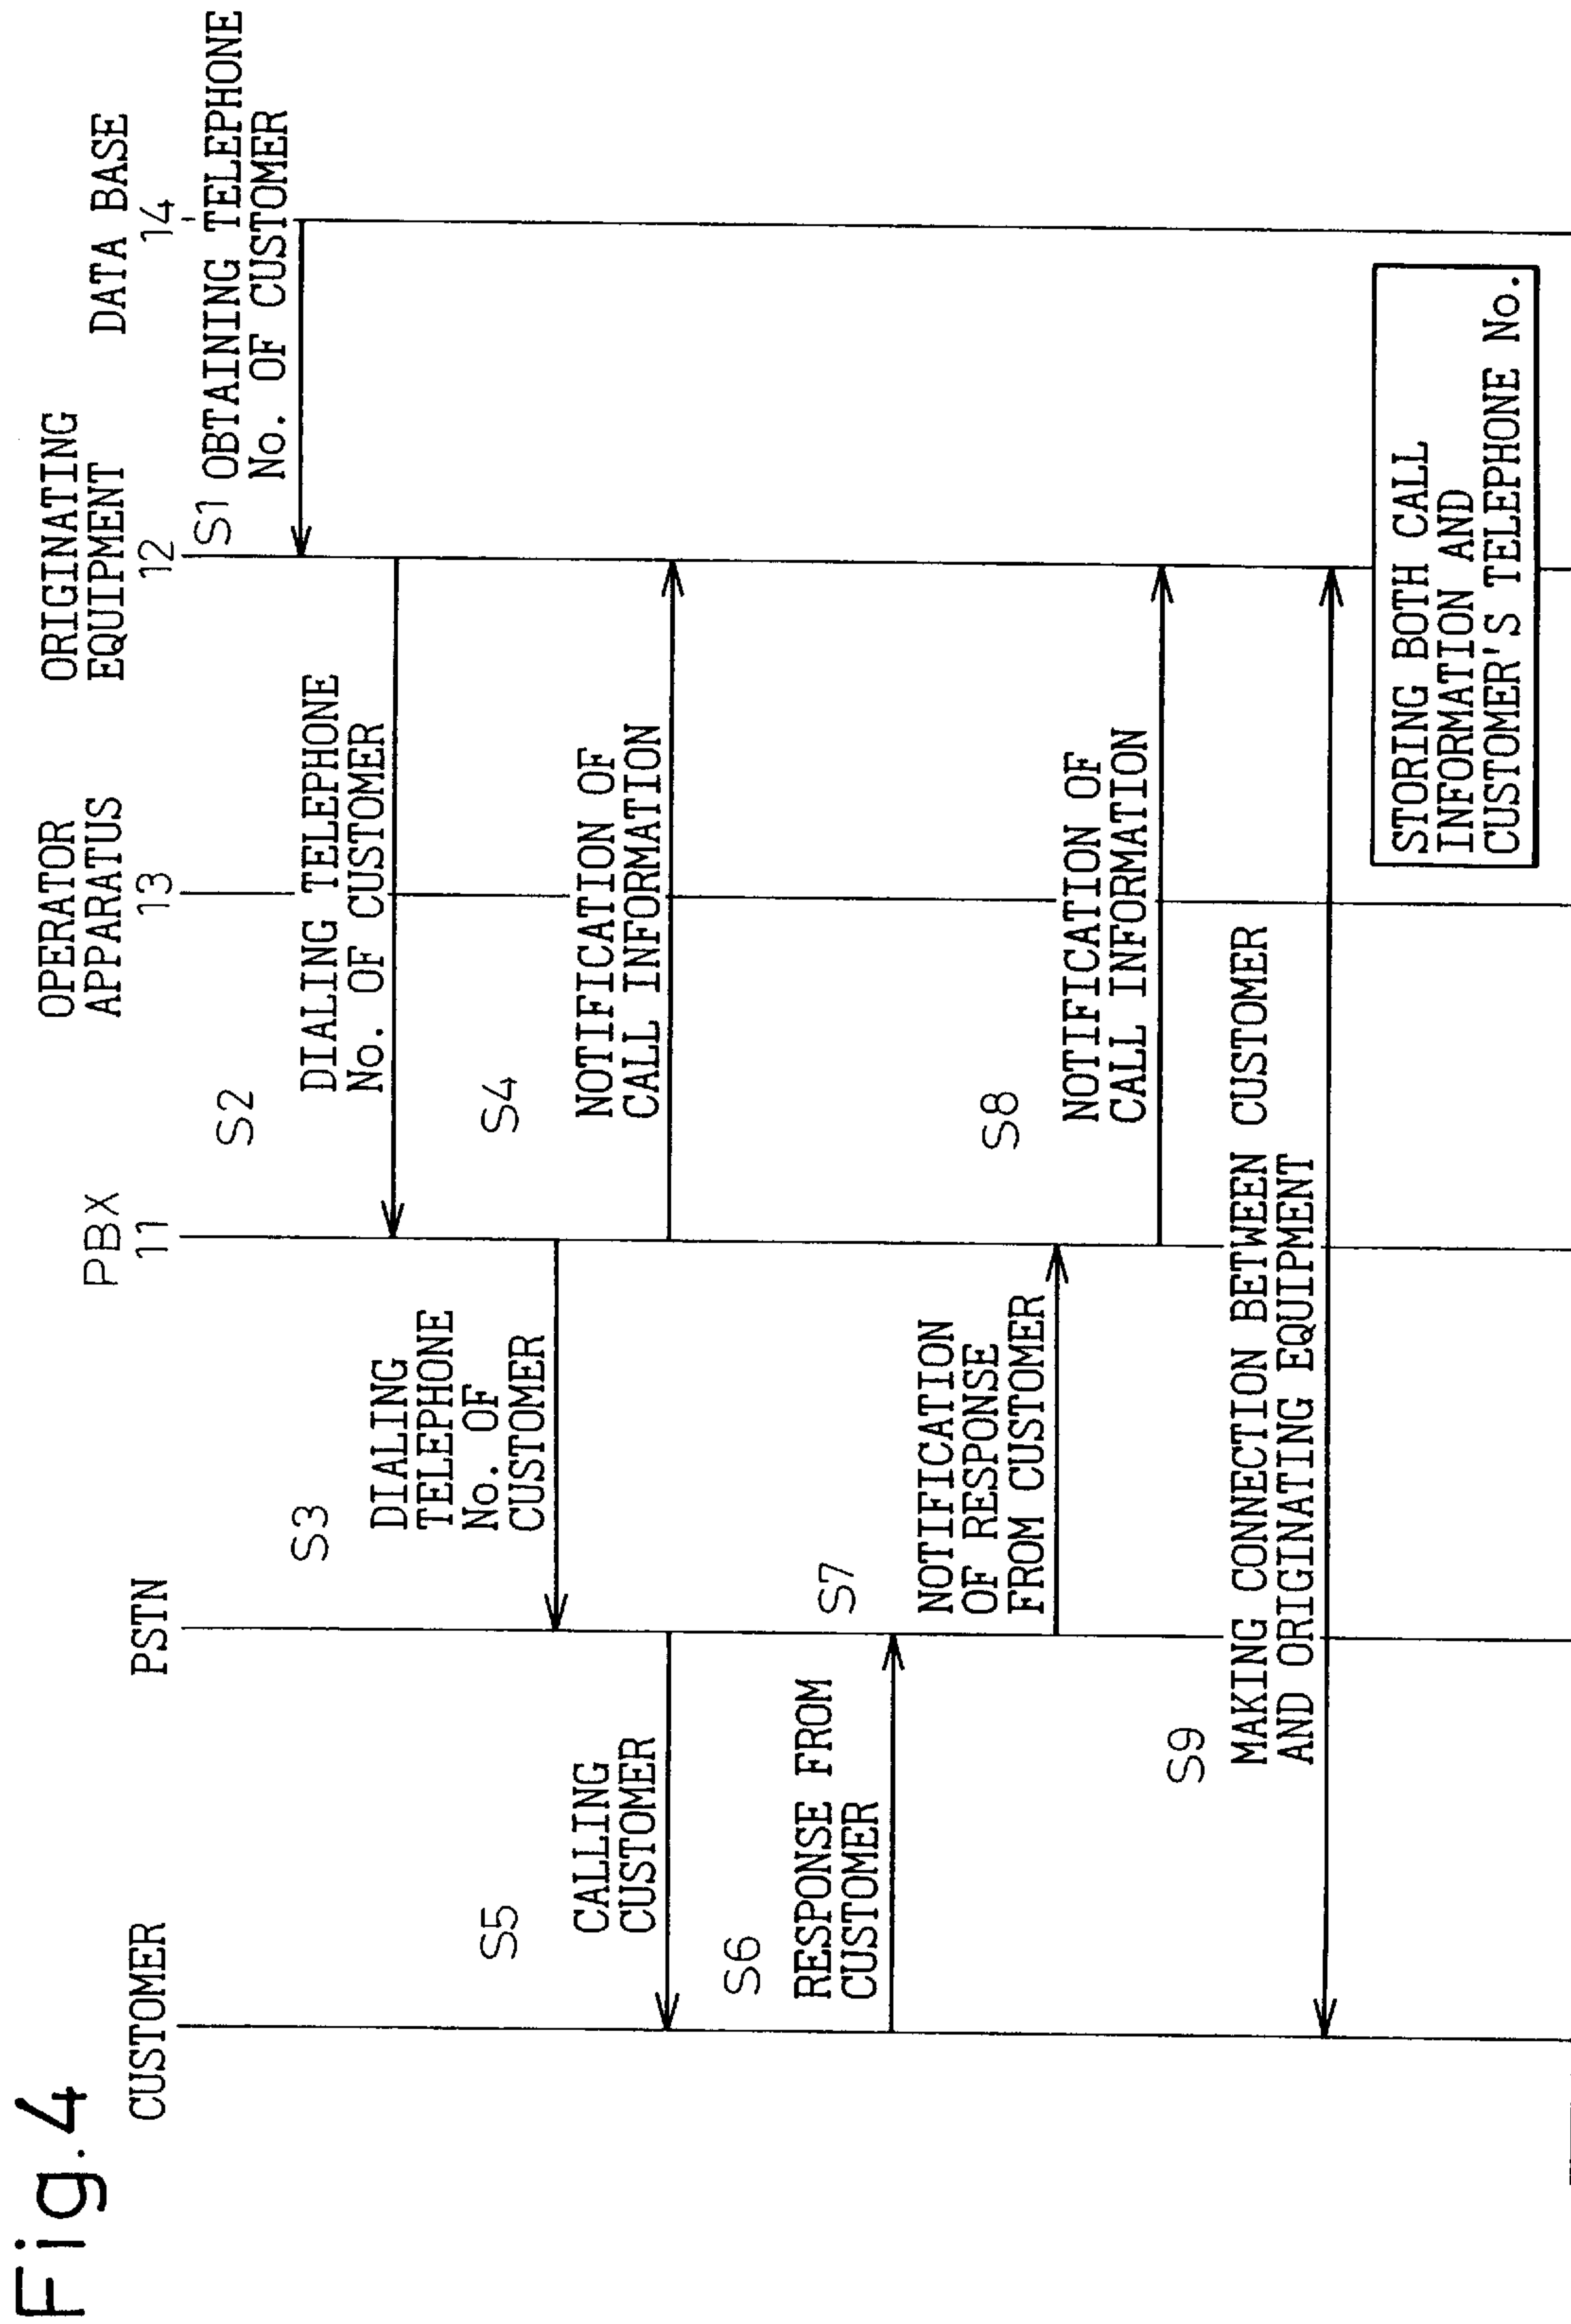 Fig.4
CUSTOMER
PSTN
PBX
11
OPERATOR
APPARATUS
13
ORIGINATING
EQUIPMENT
12
DATA BASE
14
S1 OBTAINING TELEPHONE
No. OF CUSTOMER
S2
DIALING TELEPHONE
No. OF CUSTOMER
S3
DIALING
TELEPHONE
No. OF
CUSTOMER
S4
NOTIFICATION OF
CALL INFORMATION
S5
CALLING
CUSTOMER
S6
RESPONSE FROM
CUSTOMER
S7
NOTIFICATION
OF RESPONSE
FROM CUSTOMER
S8
NOTIFICATION OF
CALL INFORMATION
S9
MAKING CONNECTION BETWEEN CUSTOMER
AND ORIGINATING EQUIPMENT
STORING BOTH CALL
INFORMATION AND
CUSTOMER'S TELEPHONE No.